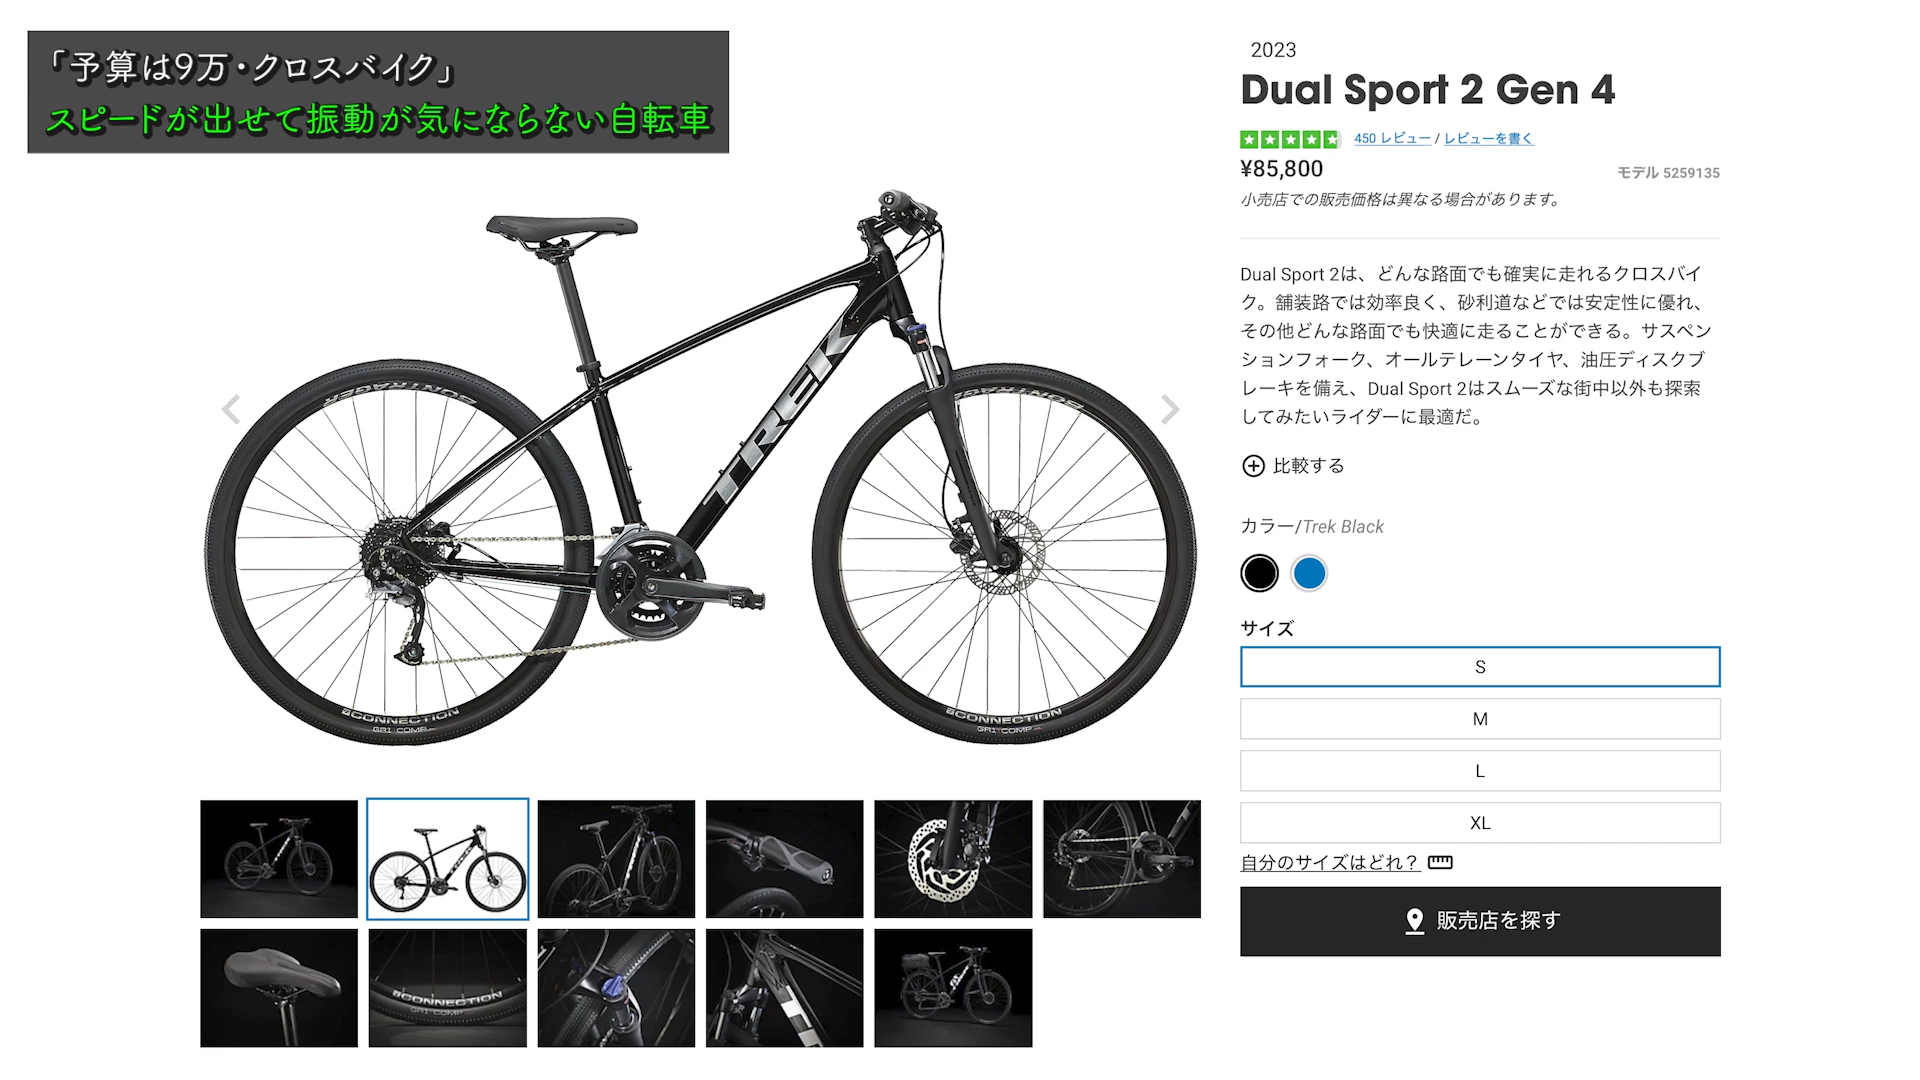 「予算は9万・クロスバイク」
スピードが出せて振動が気にならない自転車
2023
Dual Sport 2 Gen 4
450 レビュー / レビューを書く
¥85,800
モデル 5259135
小売店での販売価格は異なる場合があります。
Dual Sport 2は、どんな路面でも確実に走れるクロスバイ
ク。舗装路では効率良く、砂利道などでは安定性に優れ、
その他どんな路面でも快適に走ることができる。サスペン
ションフォーク、オールテレーンタイヤ、油圧ディスクブ
レーキを備え、Dual Sport 2はスムーズな街中以外も探索
してみたいライダーに最適だ。
比較する
カラー/Trek Black
サイズ
S
M
L
XL
自分のサイズはどれ?
販売店を探す
TREK
BONTRAGER
BONTRAGER
CONNECTION
GR1 COMP
CONNECTION
GR1 COMP
CONNECTION
GR1 COMP